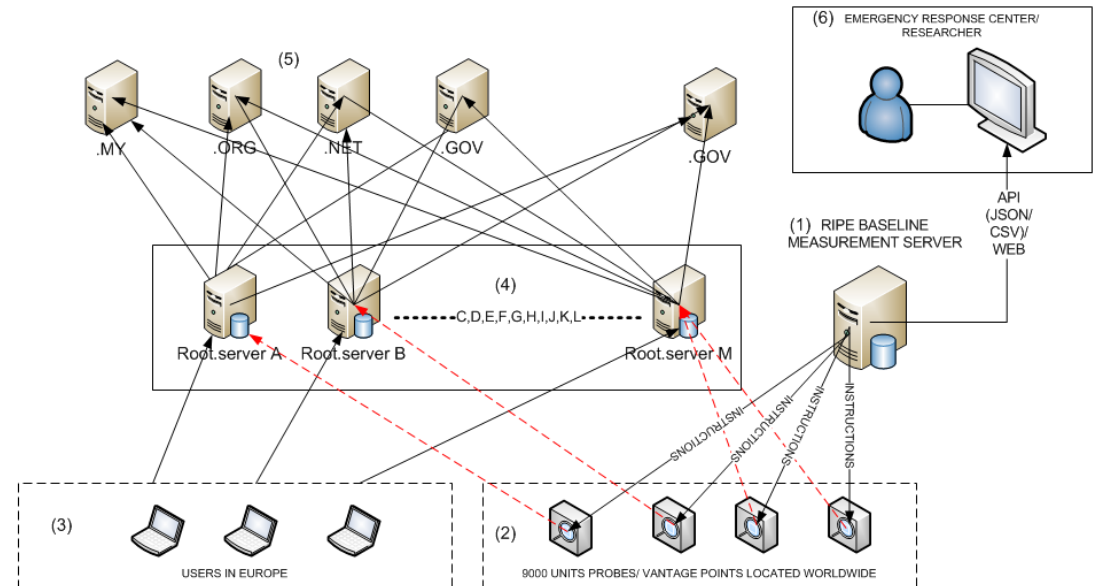 (6) EMERGENCY RESPONSE CENTER/
RESEARCHER
(5)
.MY
.ORG
.NET
.GOV
.GOV
API
(JSON/
CSV)/
WEB
(1) RIPE BASELINE
MEASUREMENT SERVER
(4)
C,D,E,F,G,H,I,J,K,L
Root.server A
Root.server B
Root.server M
INSTRUCTIONS
INSTRUCTIONS
INSTRUCTIONS
INSTRUCTIONS
(3)
USERS IN EUROPE
(2)
9000 UNITS PROBES/ VANTAGE POINTS LOCATED WORLDWIDE